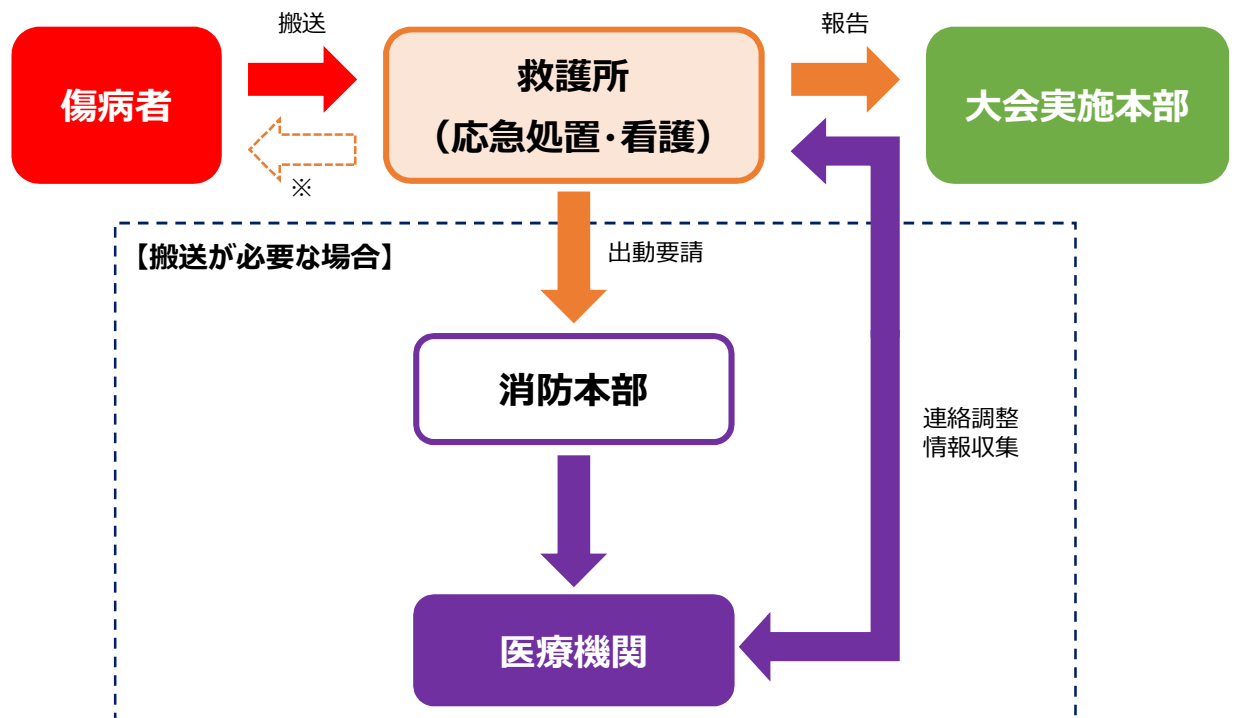 搬送
報告
傷病者
救護所
（応急処置・看護）
大会実施本部
※
【搬送が必要な場合】
出動要請
消防本部
連絡調整
情報収集
医療機関